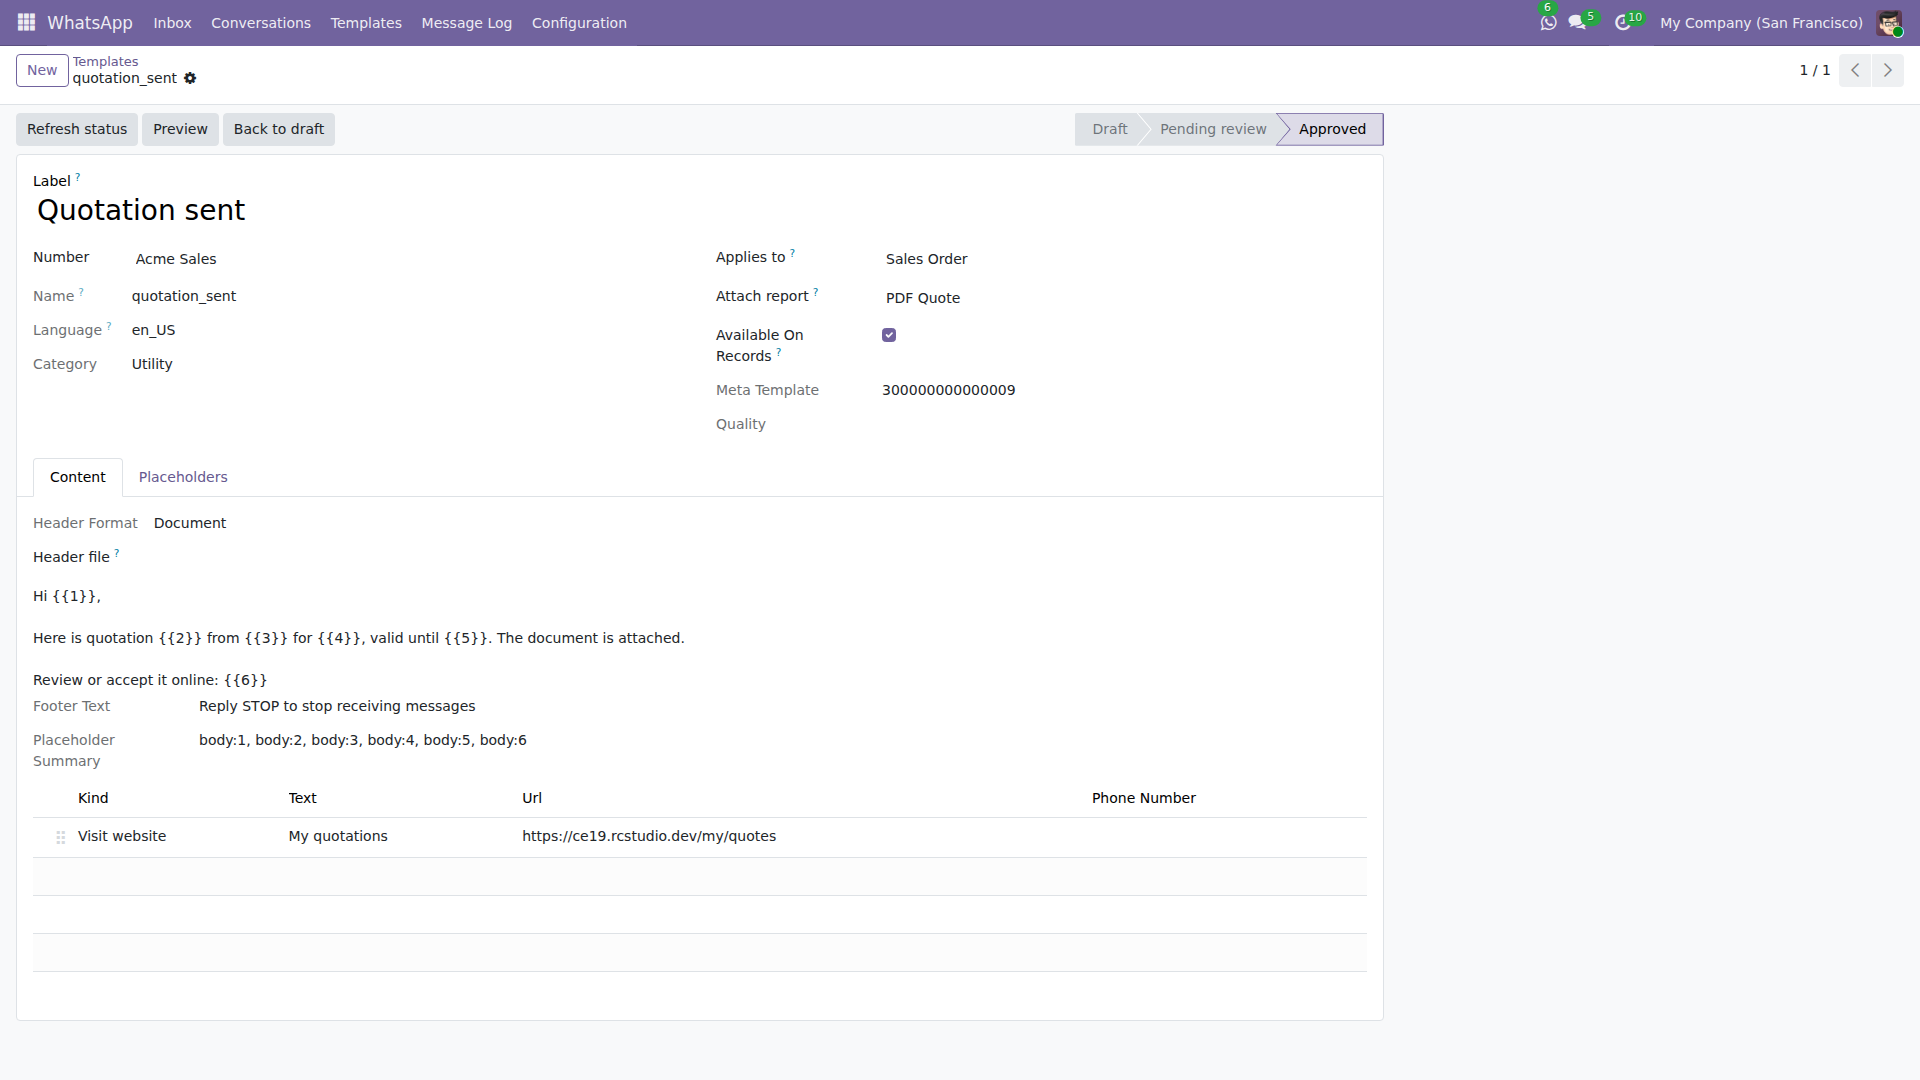 WhatsApp Inbox Conversations Templates Message Log Configuration 6 5 10 My Company (San Francisco)
New Templates
quotation_sent 1 / 1
Refresh status Preview Back to draft Draft Pending review Approved
Label ?
Quotation sent
Number Acme Sales Applies to ? Sales Order
Name ? quotation_sent Attach report ? PDF Quote
Language ? en_US Available On
Records ?
Category Utility
Meta Template 300000000000009
Quality
Content Placeholders
Header Format Document
Header file ?
Hi {{1}},
Here is quotation {{2}} from {{3}} for {{4}}, valid until {{5}}. The document is attached.
Review or accept it online: {{6}}
Footer Text Reply STOP to stop receiving messages
Placeholder body:1, body:2, body:3, body:4, body:5, body:6
Summary
Kind Text Url Phone Number
Visit website My quotations https://ce19.rcstudio.dev/my/quotes